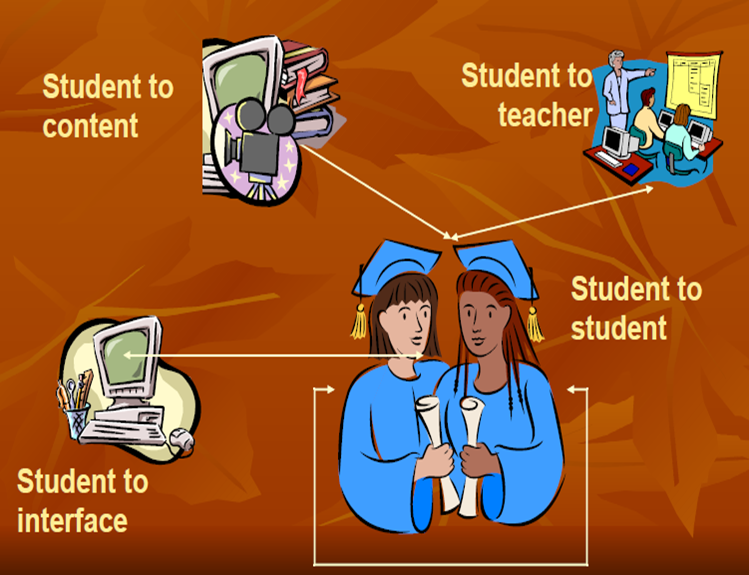 Student to
content
Student to
teacher
Student to
student
Student to
interface